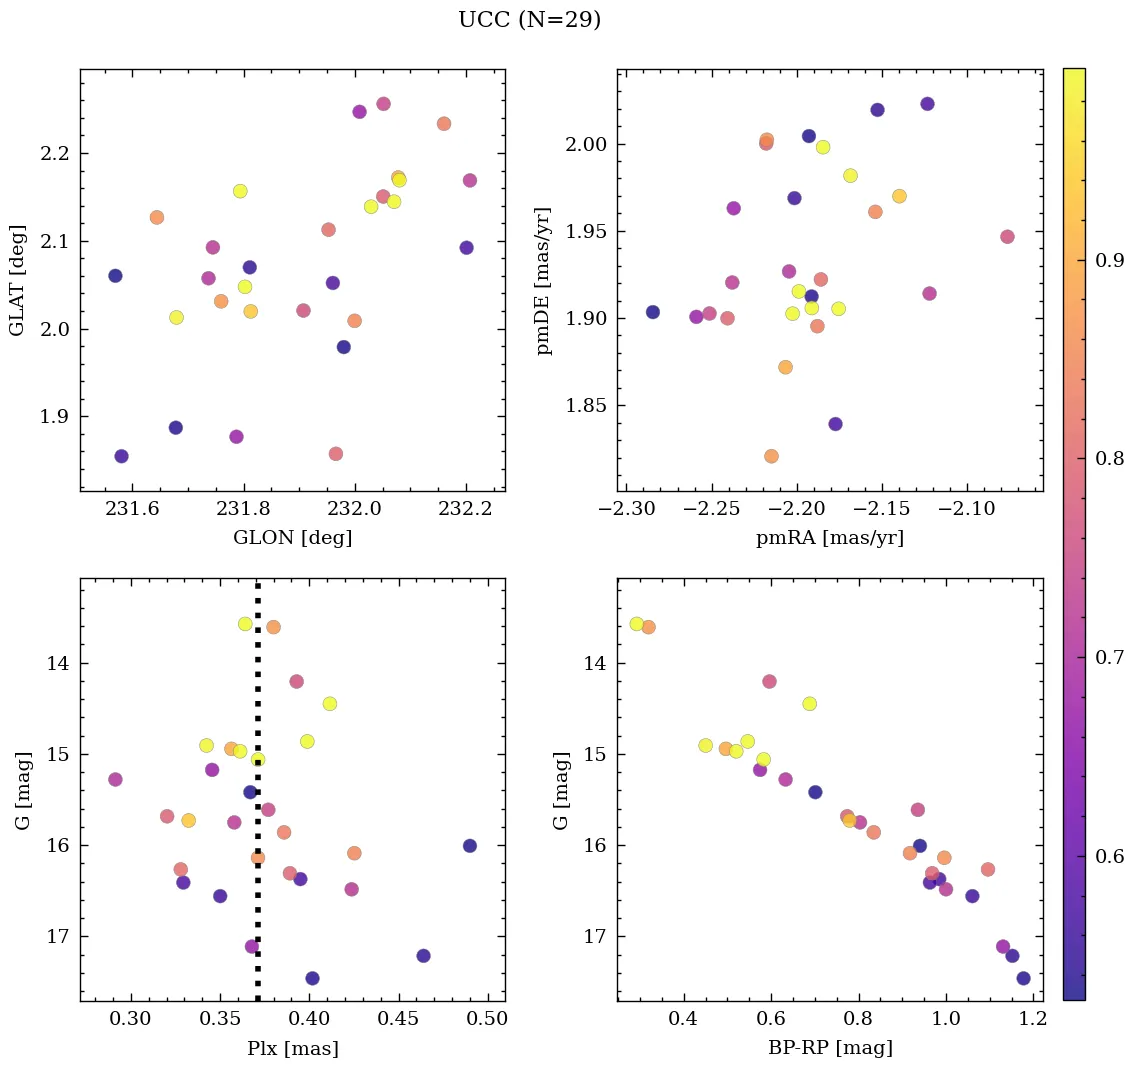 UCC (N=29)
2.2
2.1
2.0
1.9
GLAT [deg]
231.6 231.8 232.0 232.2
GLON [deg]
2.00
1.95
1.90
1.85
pmDE [mas/yr]
−2.30 −2.25 −2.20 −2.15 −2.10
pmRA [mas/yr]
14
15
16
17
G [mag]
0.30 0.35 0.40 0.45 0.50
Plx [mas]
14
15
16
17
G [mag]
0.4 0.6 0.8 1.0 1.2
BP-RP [mag]
0.9
0.8
0.7
0.6